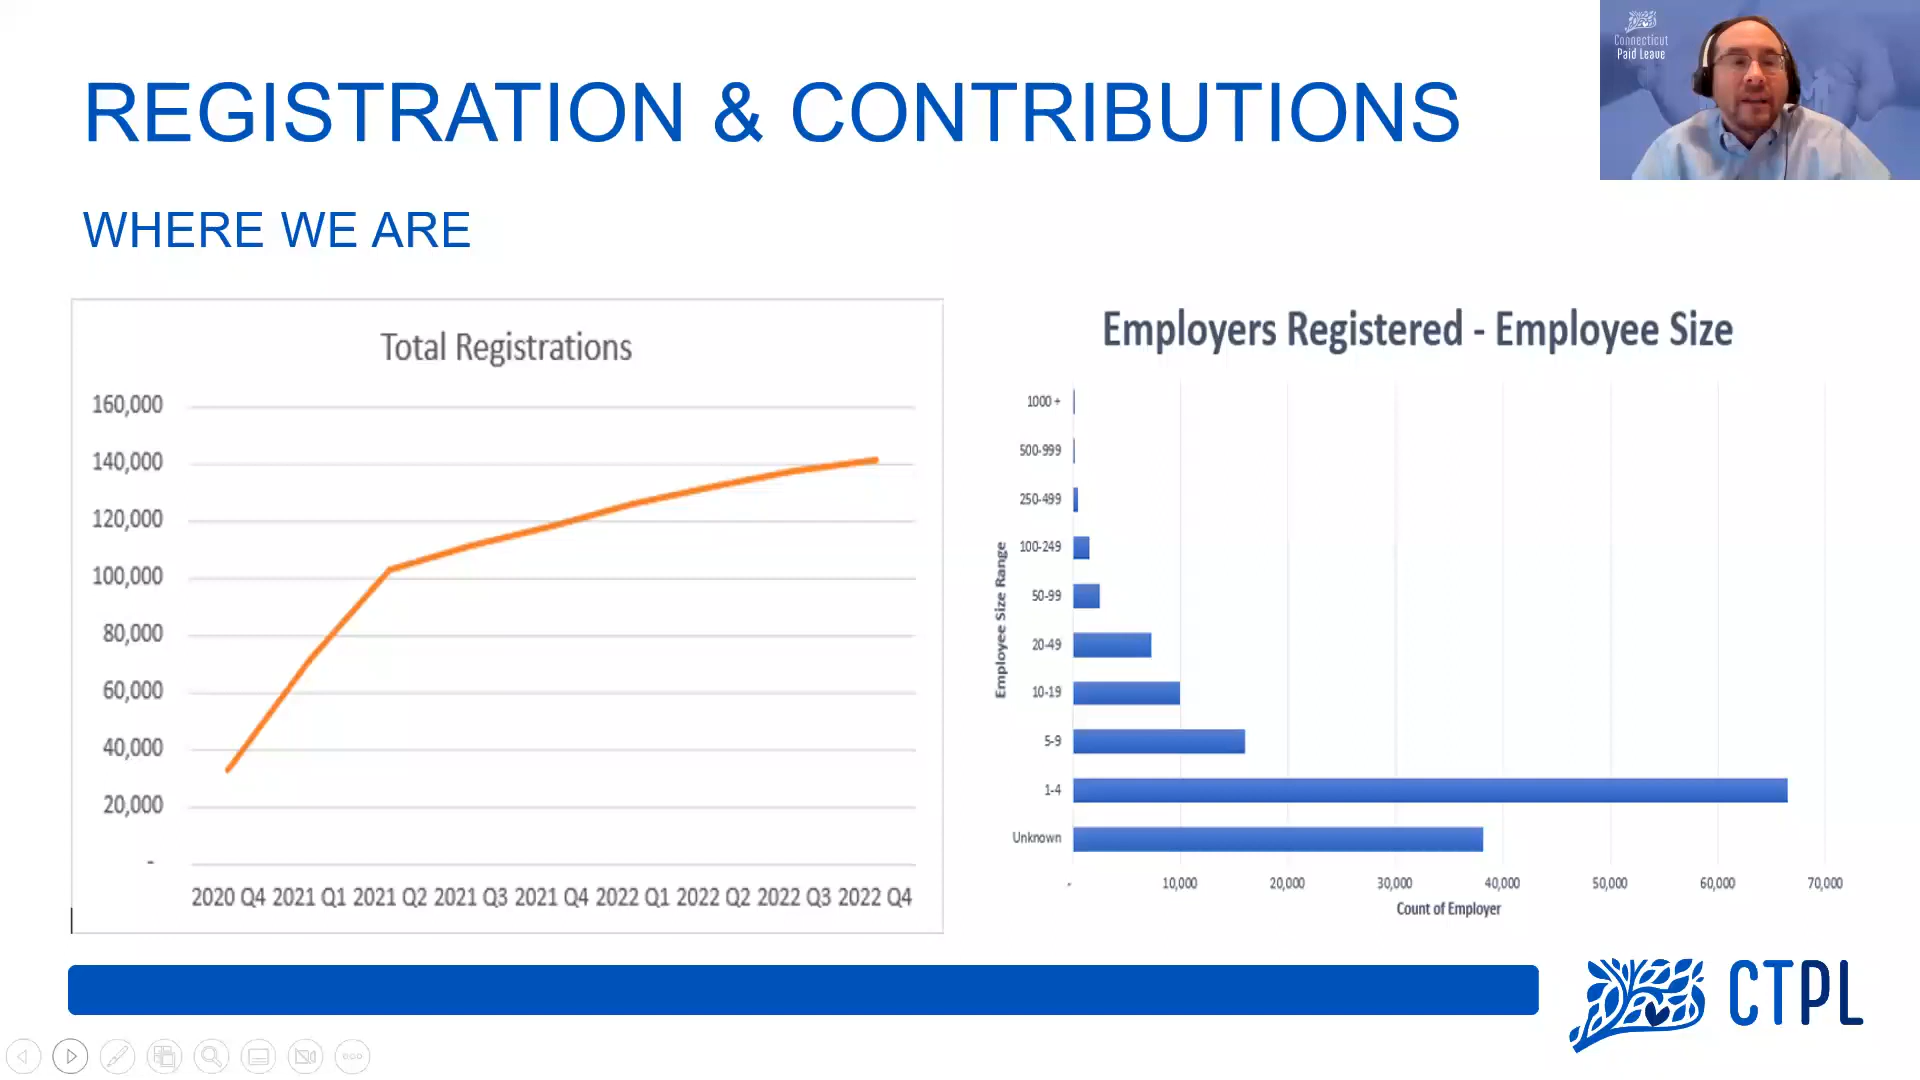 Connecticut
Paid Leave
REGISTRATION & CONTRIBUTIONS
WHERE WE ARE
Total Registrations
160,000
140,000
120,000
100,000
80,000
60,000
40,000
20,000
-
2020 Q4 2021 Q1 2021 Q2 2021 Q3 2021 Q4 2022 Q1 2022 Q2 2022 Q3 2022 Q4
Employers Registered - Employee Size
Employee Size Range
1000 +
500-999
250-499
100-249
50-99
20-49
10-19
5-9
1-4
Unknown
- 10,000 20,000 30,000 40,000 50,000 60,000 70,000
Count of Employer
CTPL